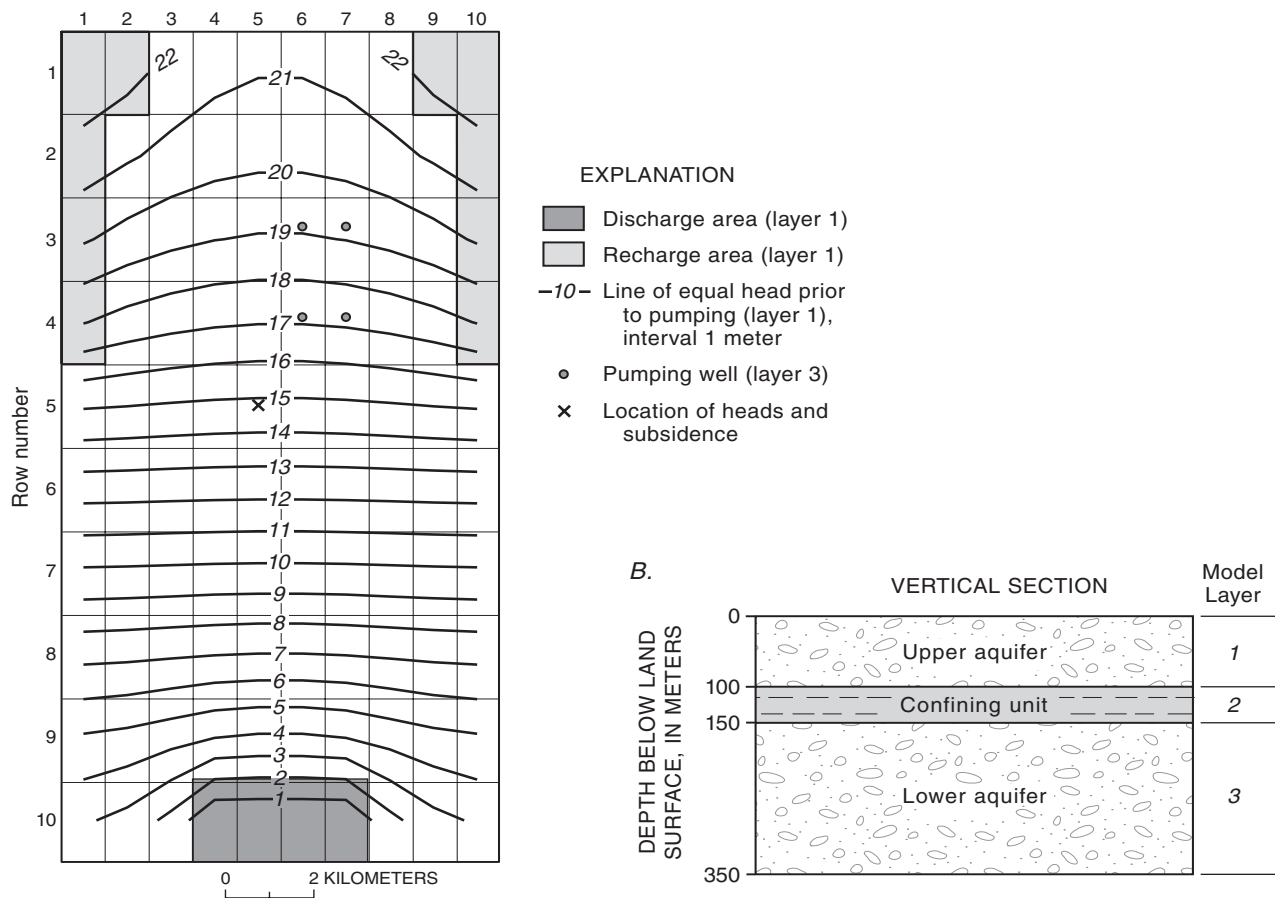 1 2 3 4 5 6 7 8 9 10
1
2
3
4
5
6
7
8
9
10
Row number
22
22
21
20
19
18
17
16
15
14
13
12
11
10
9
8
7
6
5
4
3
2
1
0 2 KILOMETERS
EXPLANATION
Discharge area (layer 1)
Recharge area (layer 1)
—10— Line of equal head prior
to pumping (layer 1),
interval 1 meter
Pumping well (layer 3)
Location of heads and
subsidence
B.
VERTICAL SECTION
Model
Layer
DEPTH BELOW LAND
SURFACE, IN METERS
0
100
150
350
Upper aquifer
1
Confining unit
2
Lower aquifer
3